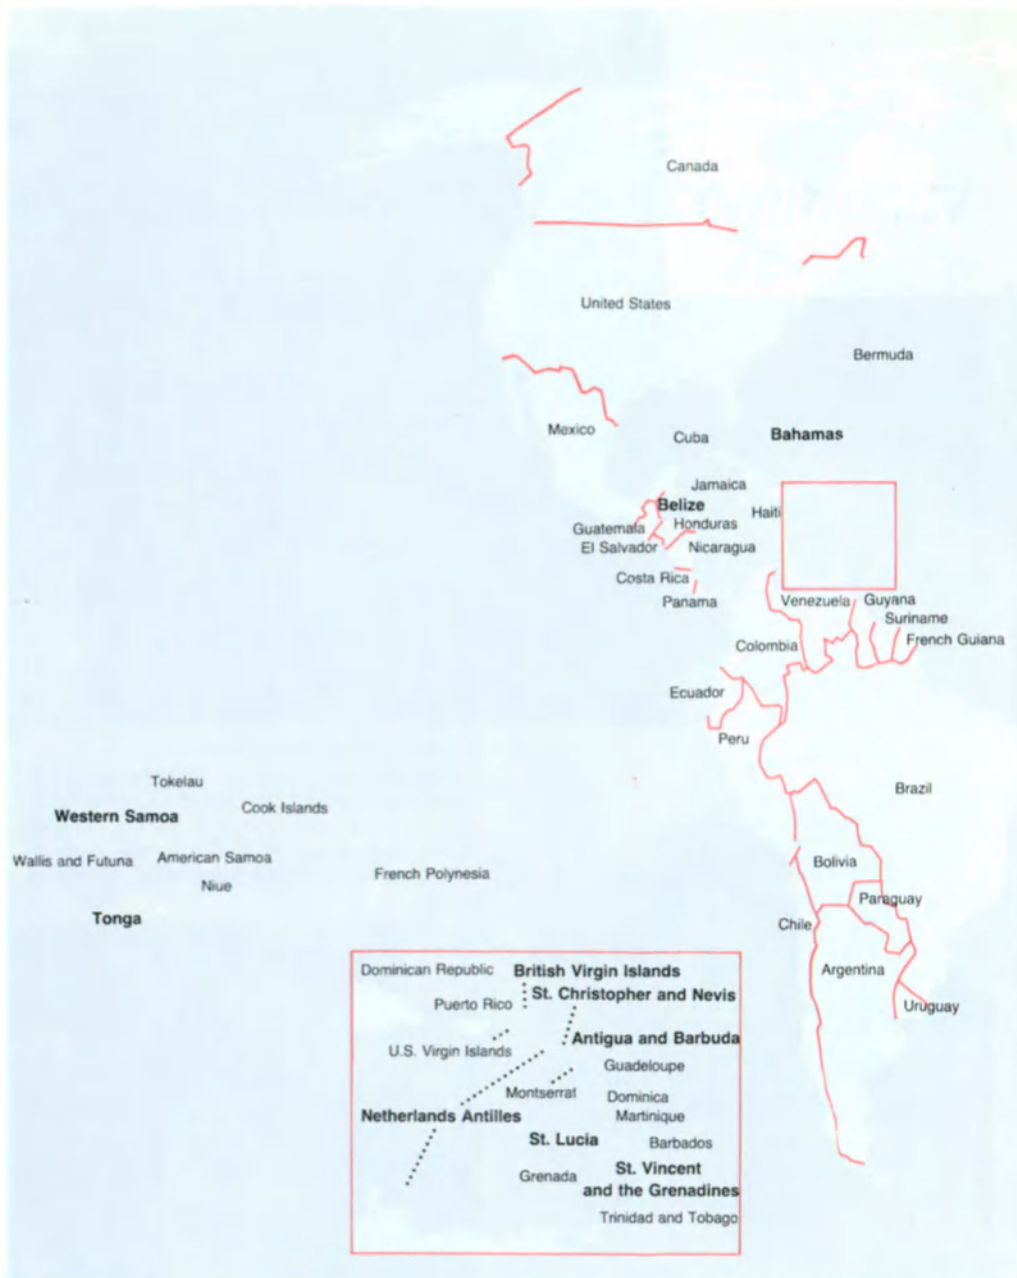 Canada
United States
Bermuda
Mexico
Cuba
Bahamas
Jamaica
Belize
Haiti
Guatemala
Honduras
El Salvador
Nicaragua
Costa Rica
Panama
Venezuela
Guyana
Suriname
Colombia
French Guiana
Ecuador
Peru
Tokelau
Brazil
Cook Islands
Western Samoa
Wallis and Futuna
American Samoa
Bolivia
French Polynesia
Niue
Paraguay
Tonga
Chile
Argentina
Uruguay
Dominican Republic
British Virgin Islands
St. Christopher and Nevis
Puerto Rico
Antigua and Barbuda
U.S. Virgin Islands
Guadeloupe
Montserrat
Dominica
Netherlands Antilles
Martinique
St. Lucia
Barbados
Grenada
St. Vincent
and the Grenadines
Trinidad and Tobago